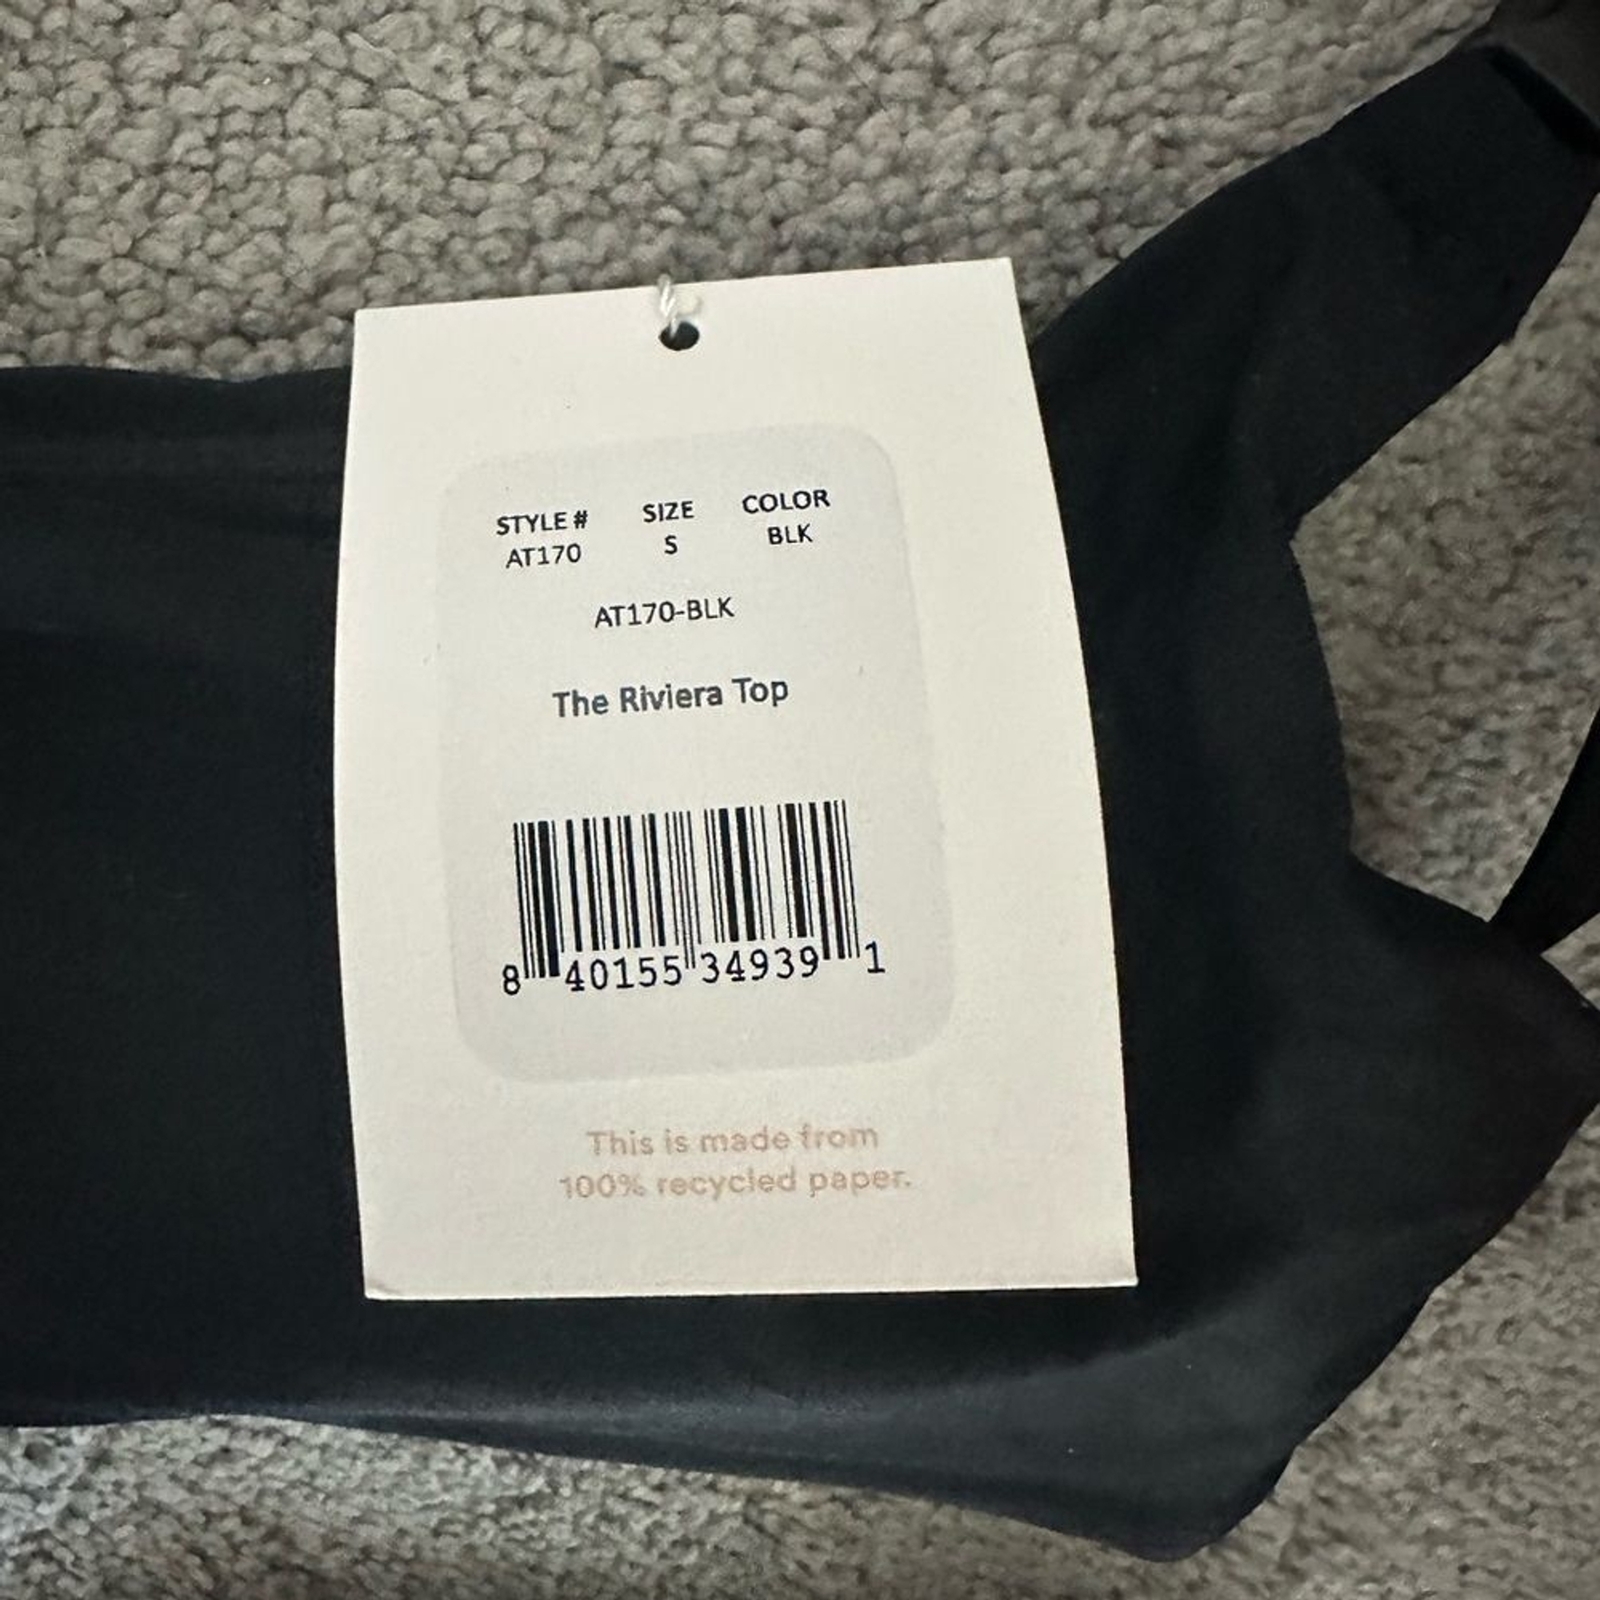 STYLE # SIZE COLOR
AT170 S BLK
AT170-BLK
The Riviera Top
8 40155 34939 1
This is made from
100% recycled paper.